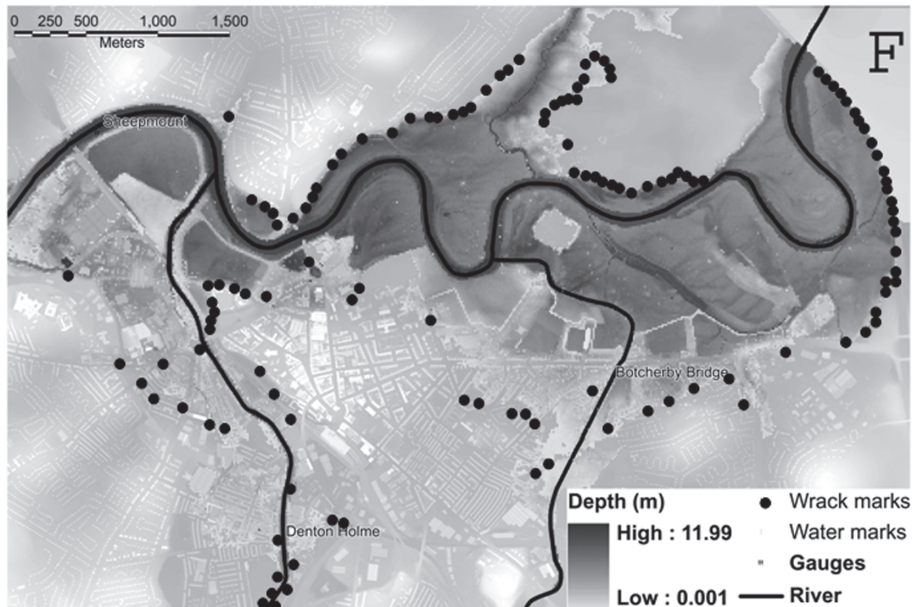 0 250 500 1,000 1,500
Meters
F
Sheepmount
Botcherby Bridge
Denton Holme
Depth (m)
High : 11.99
Low : 0.001
Wrack marks
Water marks
Gauges
River